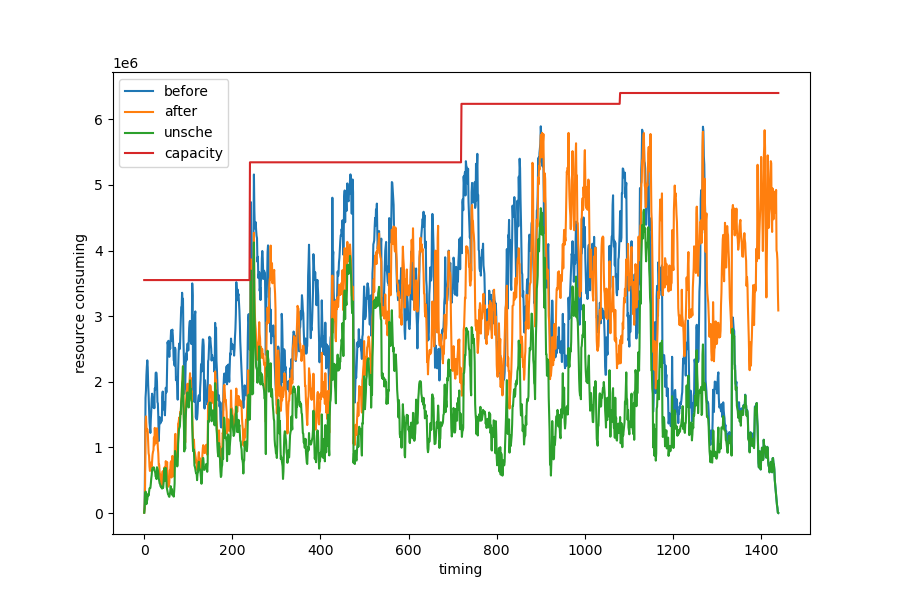 1e6
before
after
unsche
capacity
6
5
4
3
2
1
0
resource consuming
0 200 400 600 800 1000 1200 1400
timing